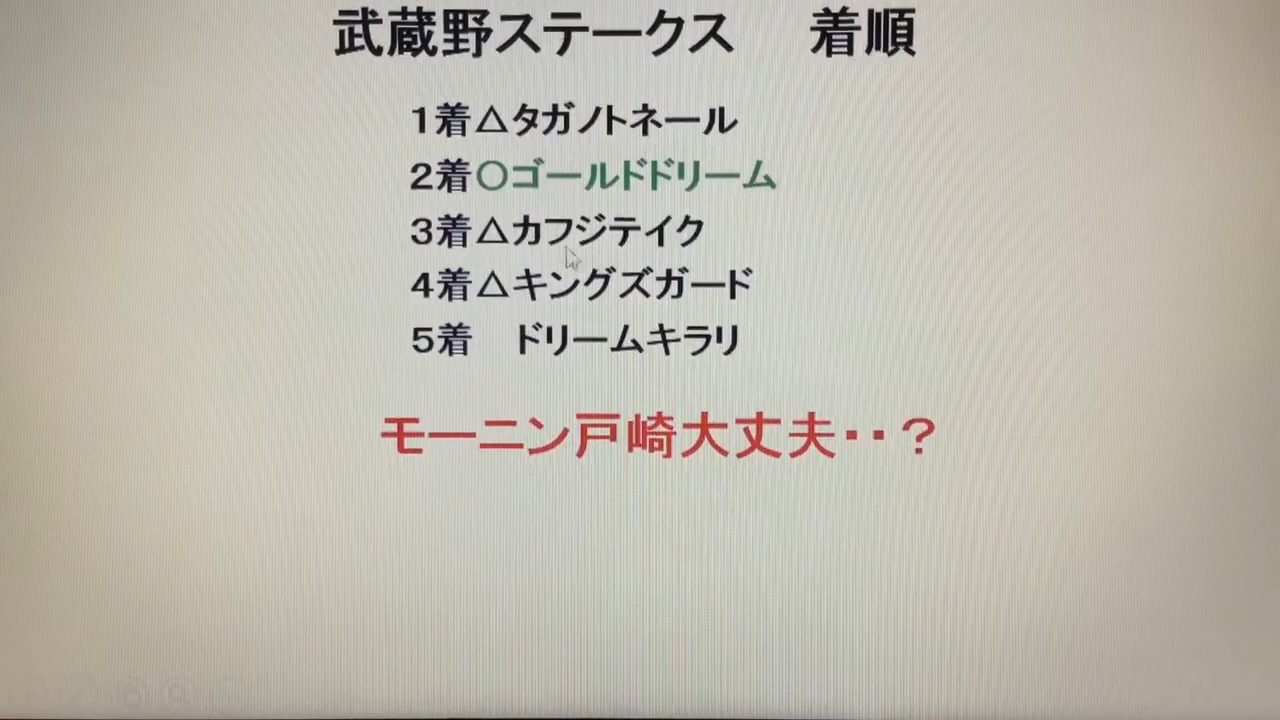 武蔵野ステークス　着順
1着△タガノトネール
2着〇ゴールドドリーム
3着△カフジテイク
4着△キングズガード
5着　ドリームキラリ
モーニン戸崎大丈夫・・？